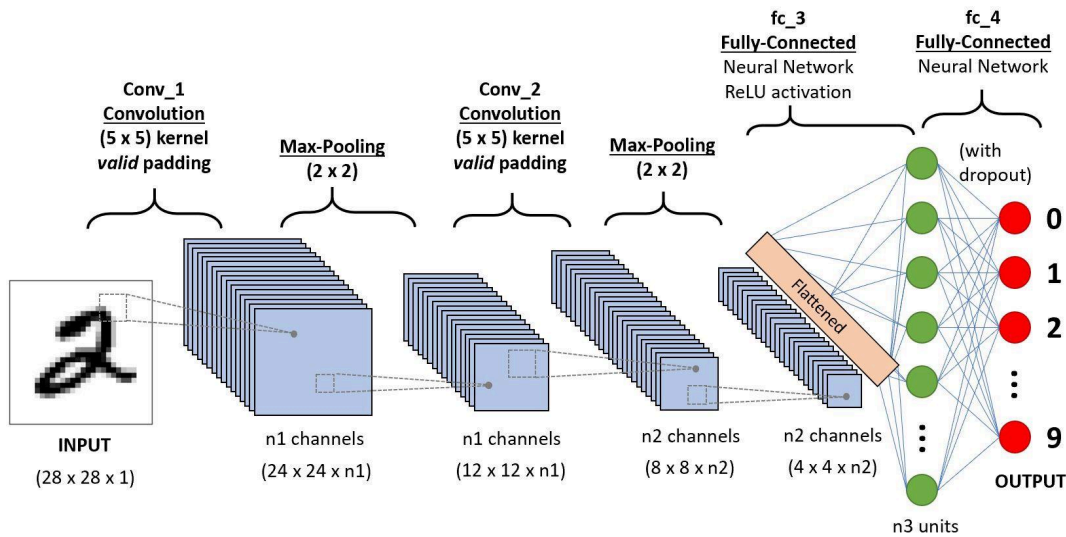 fc_3
Fully-Connected
Neural Network
ReLU activation
fc_4
Fully-Connected
Neural Network
Conv_1
Convolution
(5 x 5) kernel
valid padding
Max-Pooling
(2 x 2)
Conv_2
Convolution
(5 x 5) kernel
valid padding
Max-Pooling
(2 x 2)
(with
dropout)
0
1
2
9
2
Flattened
INPUT
(28 x 28 x 1)
n1 channels
(24 x 24 x n1)
n1 channels
(12 x 12 x n1)
n2 channels
(8 x 8 x n2)
n2 channels
(4 x 4 x n2)
OUTPUT
n3 units